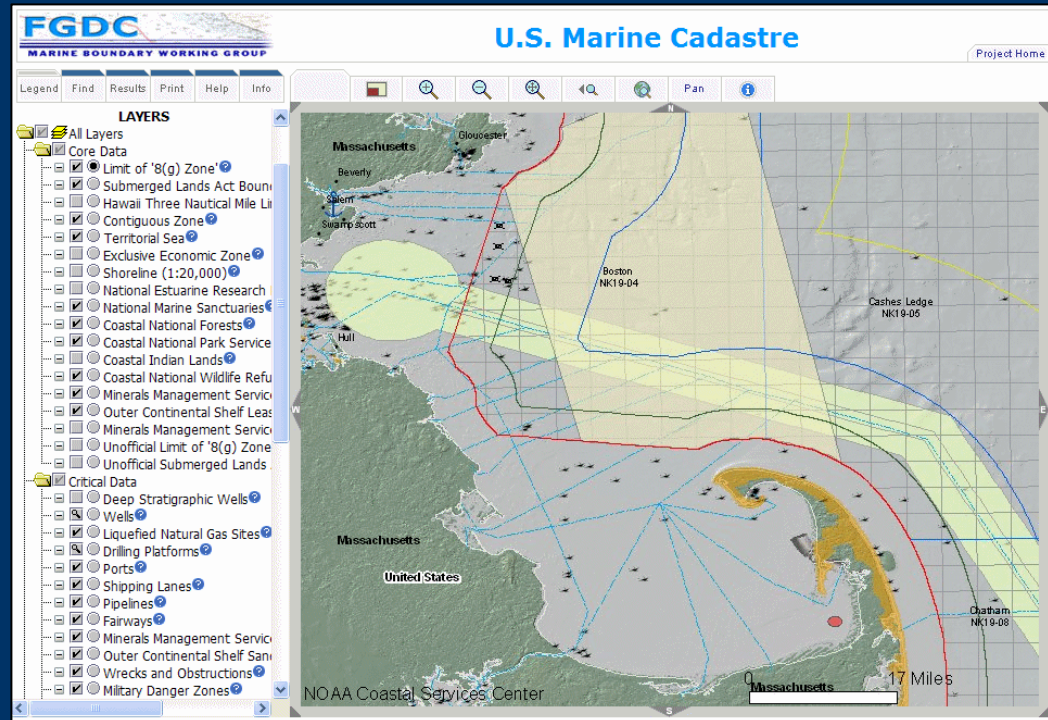 FGDC
MARINE BOUNDARY WORKING GROUP
U.S. Marine Cadastre
Project Home
Legend
Find
Results
Print
Help
Info
Pan
LAYERS
All Layers
Core Data
Limit of '8(g) Zone'
Submerged Lands Act Boun
Hawaii Three Nautical Mile Li
Contiguous Zone
Territorial Sea
Exclusive Economic Zone
Shoreline (1:20,000)
National Estuarine Research
National Marine Sanctuaries
Coastal National Forests
Coastal National Park Service
Coastal Indian Lands
Coastal National Wildlife Refu
Minerals Management Servic
Outer Continental Shelf Leas
Minerals Management Servic
Unofficial Limit of '8(g) Zone
Unofficial Submerged Lands
Critical Data
Deep Stratigraphic Wells
Wells
Liquefied Natural Gas Sites
Drilling Platforms
Ports
Shipping Lanes
Pipelines
Fairways
Minerals Management Servic
Outer Continental Shelf Sand
Wrecks and Obstructions
Military Danger Zones
N
Gloucester
Massachusetts
Beverly
Salem
Swampscott
Boston
NK19-04
Cashes Ledge
NK19-05
Hull
W
E
Massachusetts
United States
Chatham
NK19-08
NOAA Coastal Services Center
0
17 Miles
Massachusetts
S